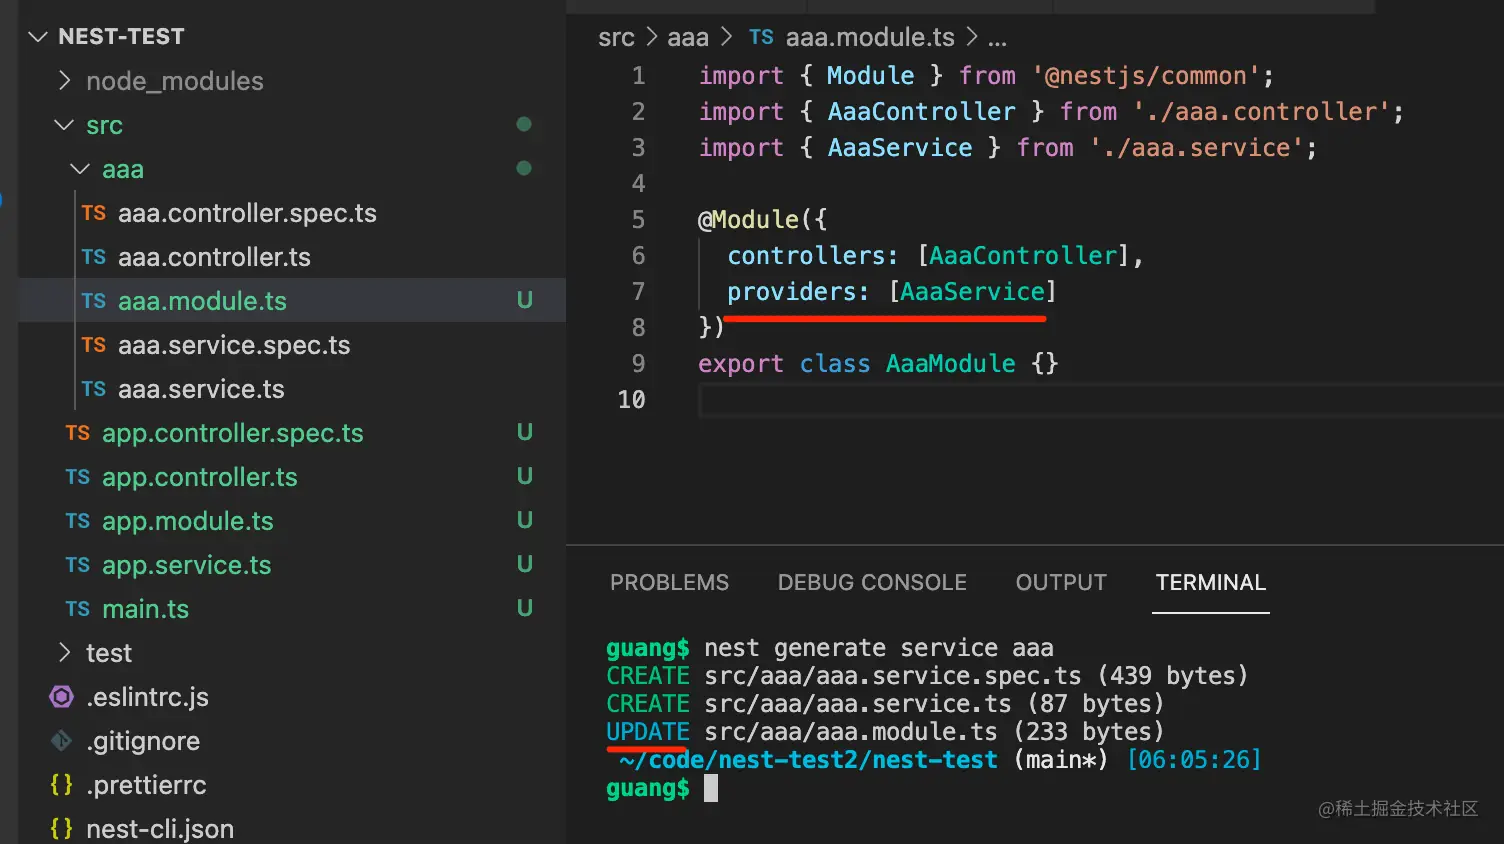 NEST-TEST
node_modules
src
aaa
TS aaa.controller.spec.ts
TS aaa.controller.ts
TS aaa.module.ts U
TS aaa.service.spec.ts
TS aaa.service.ts
TS app.controller.spec.ts U
TS app.controller.ts U
TS app.module.ts U
TS app.service.ts U
TS main.ts U
test
.eslintrc.js
.gitignore
{} .prettierrc
{} nest-cli.json
src > aaa > TS aaa.module.ts > ...
1 import { Module } from '@nestjs/common';
2 import { AaaController } from './aaa.controller';
3 import { AaaService } from './aaa.service';
4
5 @Module({
6 controllers: [AaaController],
7 providers: [AaaService]
8 })
9 export class AaaModule {}
10
PROBLEMS DEBUG CONSOLE OUTPUT TERMINAL
guang$ nest generate service aaa
CREATE src/aaa/aaa.service.spec.ts (439 bytes)
CREATE src/aaa/aaa.service.ts (87 bytes)
UPDATE src/aaa/aaa.module.ts (233 bytes)
~/code/nest-test2/nest-test (main*) [06:05:26]
guang$
@稀土掘金技术社区